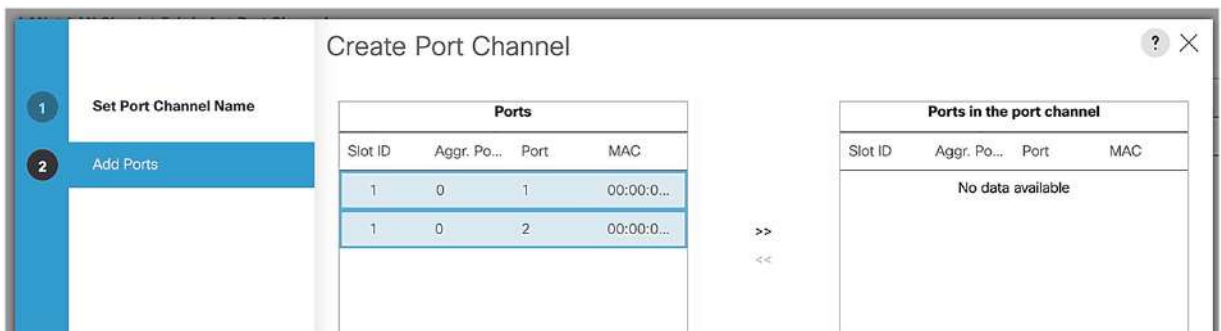 Create Port Channel
? ×
1 Set Port Channel Name
2 Add Ports
Ports
Slot ID Aggr. Po... Port MAC
1 0 1 00:00:0...
1 0 2 00:00:0...
>>
<<
Ports in the port channel
Slot ID Aggr. Po... Port MAC
No data available